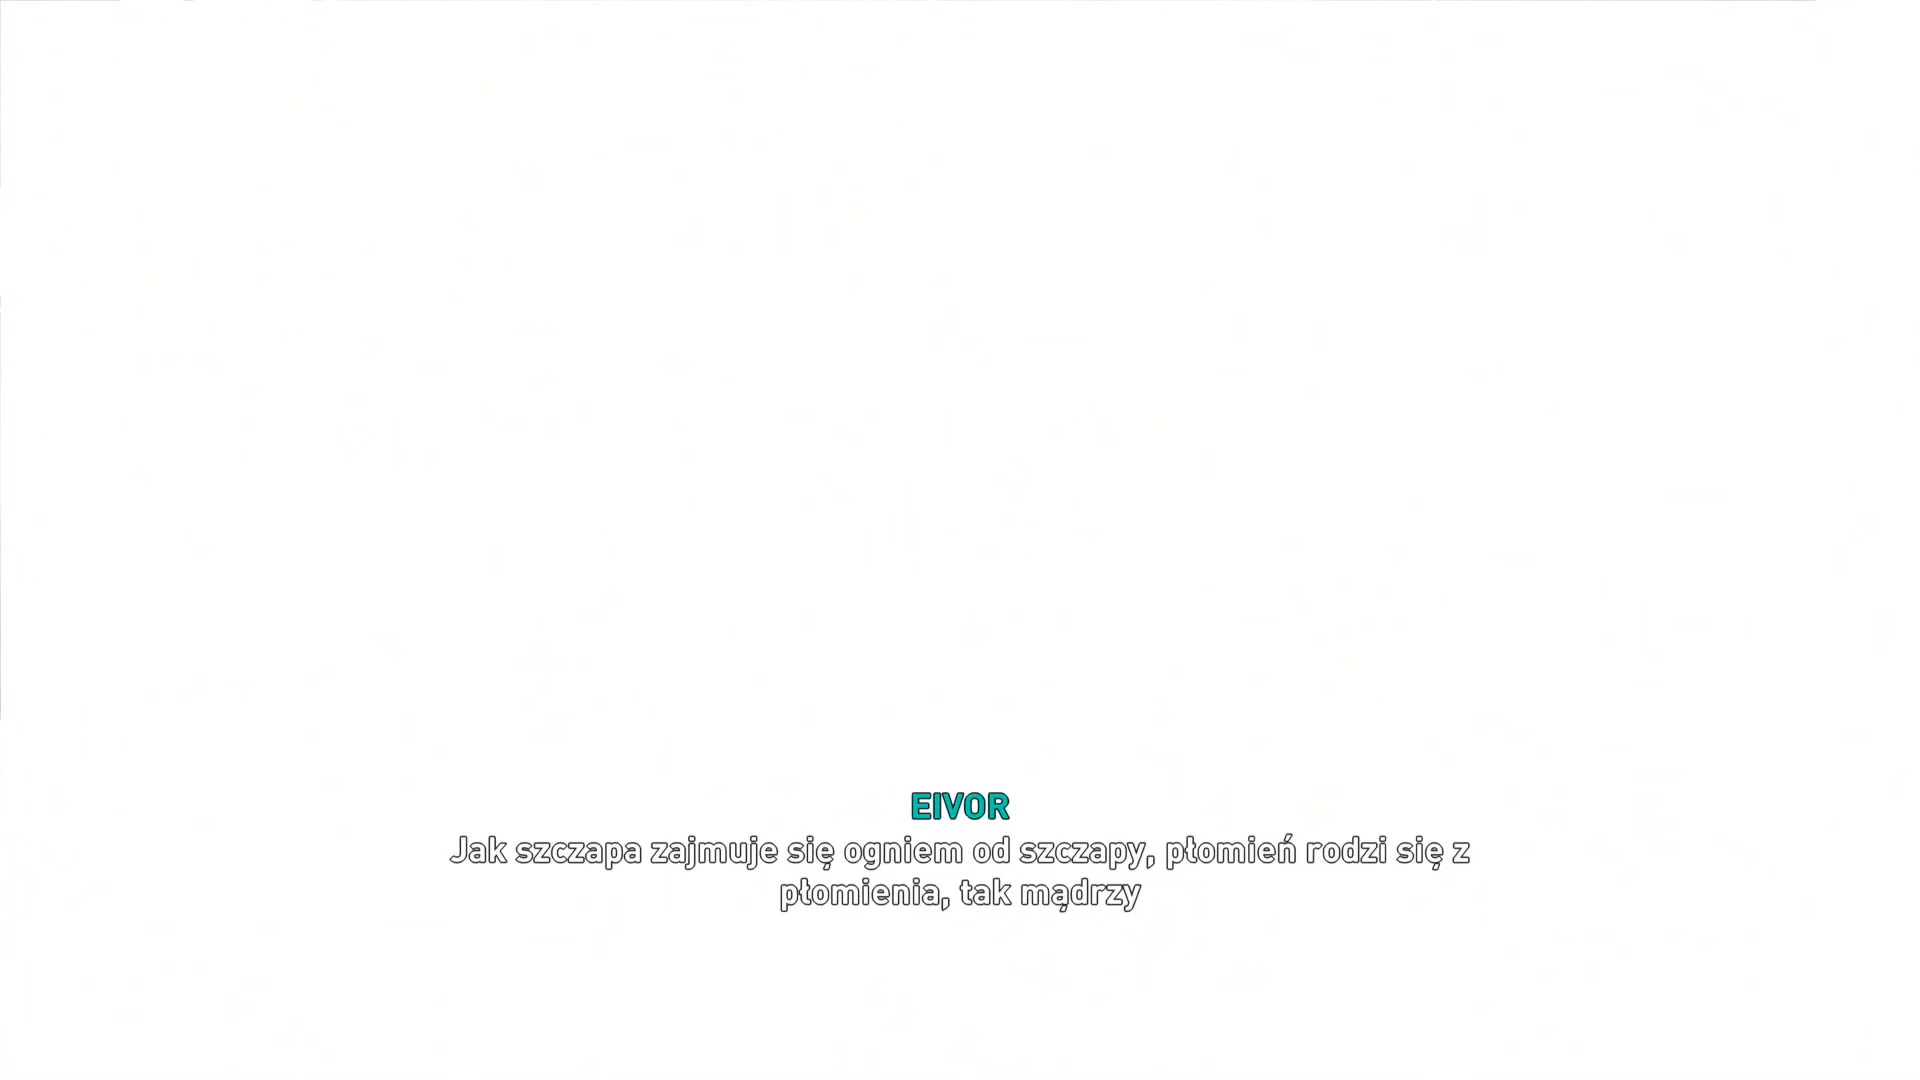 EIVOR
Jak szczapa zajmuje się ogniem od szczapy, płomień rodzi się z
płomienia, tak mądrzy